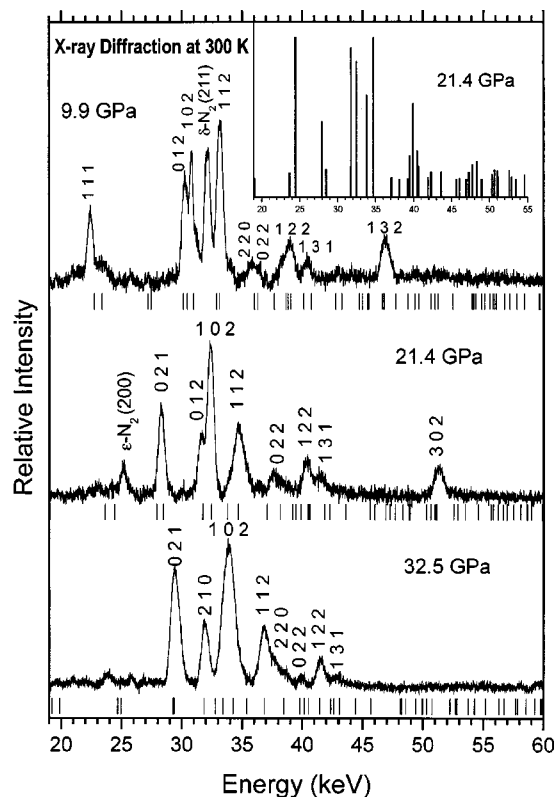 X-ray Diffraction at 300 K
21.4 GPa
20 25 30 35 40 45 50 55
9.9 GPa
1 1 1
0 1 2
1 0 2
δ-N2 (211)
1 1 2
2 2 0
0 2 2
1 2 2
1 3 1
1 3 2
21.4 GPa
ε-N2 (200)
0 2 1
0 1 2
1 0 2
1 1 2
0 2 2
1 2 2
1 3 1
3 0 2
32.5 GPa
0 2 1
2 1 0
1 0 2
1 1 2
2 2 0
0 2 2
1 2 2
1 3 1
Relative Intensity
20 25 30 35 40 45 50 55 60
Energy (keV)